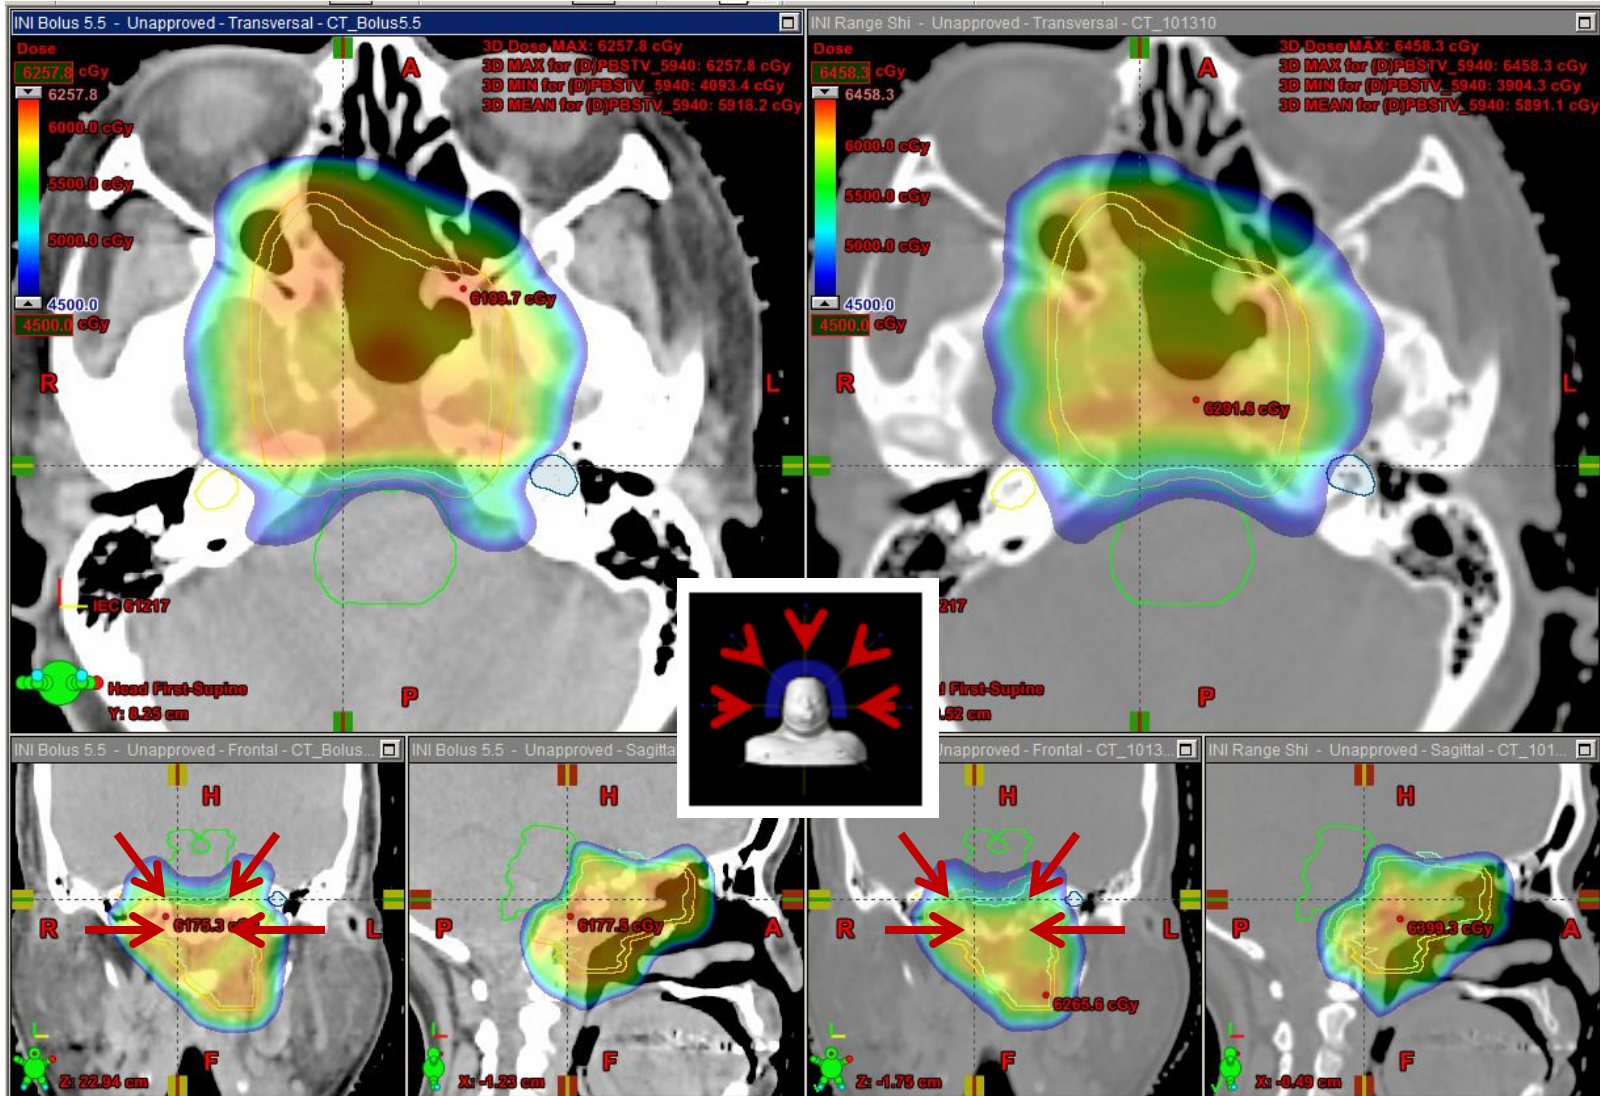 INI Bolus 5.5 - Unapproved - Transversal - CT_Bolus5.5
Dose
6257.8 cGy
6257.8
6000.0 cGy
5500.0 cGy
5000.0 cGy
4500.0
4500.0 cGy
3D Dose MAX: 6257.8 cGy
3D MAX for (D)PBSTV_5940: 6257.8 cGy
3D MIN for (D)PBSTV_5940: 4093.4 cGy
3D MEAN for (D)PBSTV_5940: 5918.2 cGy
A
6199.7 cGy
R
L
IEC 61217
Head First-Supine
Y: 8.25 cm
P
INI Range Shi - Unapproved - Transversal - CT_101310
Dose
6458.3 cGy
6458.3
6000.0 cGy
5500.0 cGy
5000.0 cGy
4500.0
4500.0 cGy
3D Dose MAX: 6458.3 cGy
3D MAX for (D)PBSTV_5940: 6458.3 cGy
3D MIN for (D)PBSTV_5940: 3904.3 cGy
3D MEAN for (D)PBSTV_5940: 5891.1 cGy
A
R
L
6291.6 cGy
217
d First-Supine
.52 cm
P
INI Bolus 5.5 - Unapproved - Frontal - CT_Bolus...
H
R
6175.3 c
L
L
F
Z: 22.94 cm
INI Bolus 5.5 - Unapproved - Sagitta
H
P
6177.5 cGy
A
L
F
X: -1.23 cm
Unapproved - Frontal - CT_1013...
H
R
L
6265.6 cGy
L
F
Z: -1.75 cm
INI Range Shi - Unapproved - Sagittal - CT_101...
H
P
6399.3 cGy
A
L
F
X: -0.49 cm